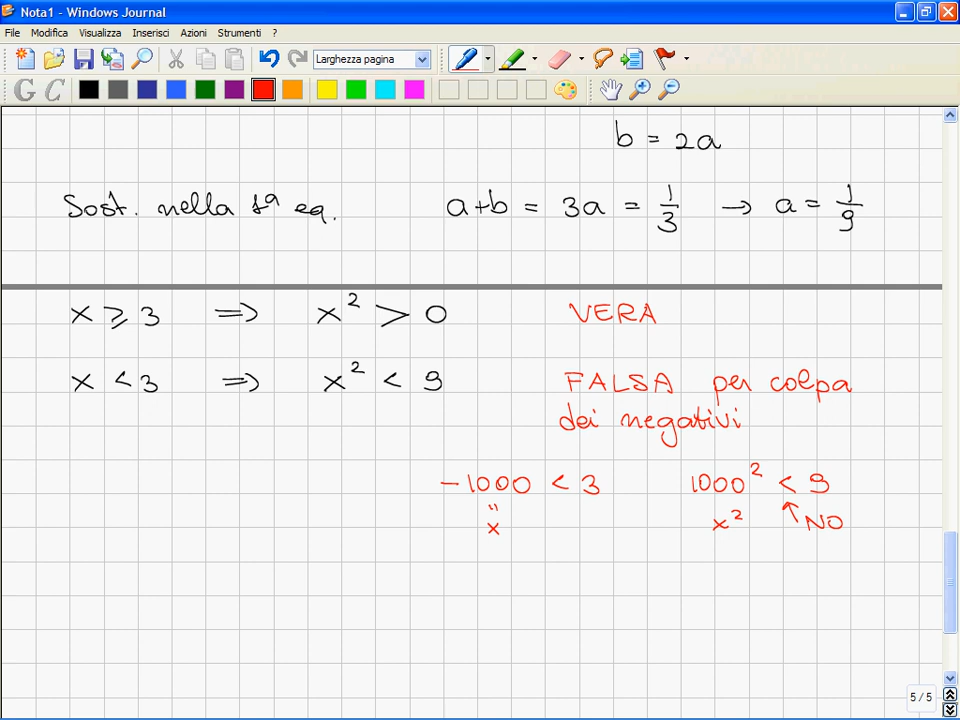 Nota1 - Windows Journal
File Modifica Visualizza Inserisci Azioni Strumenti ?
Larghezza pagina
G C
b = 2a
Sost. nella 1ª eq. a+b = 3a = 1/3 → a = 1/9
x ≥ 3 ⟹ x² > 0 VERA
x < 3 ⟹ x² < 9 FALSA per colpa
dei negativi
-1000 < 3 1000² < 9
" x x² ↑ NO
5 / 5